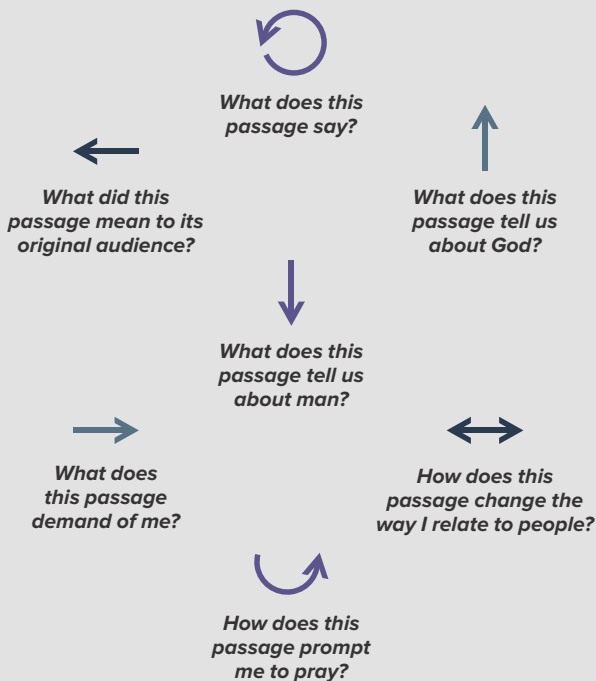 What does this
passage say?
What did this
passage mean to its
original audience?
What does this
passage tell us
about God?
What does this
passage tell us
about man?
What does
this passage
demand of me?
How does this
passage change the
way I relate to people?
How does this
passage prompt
me to pray?